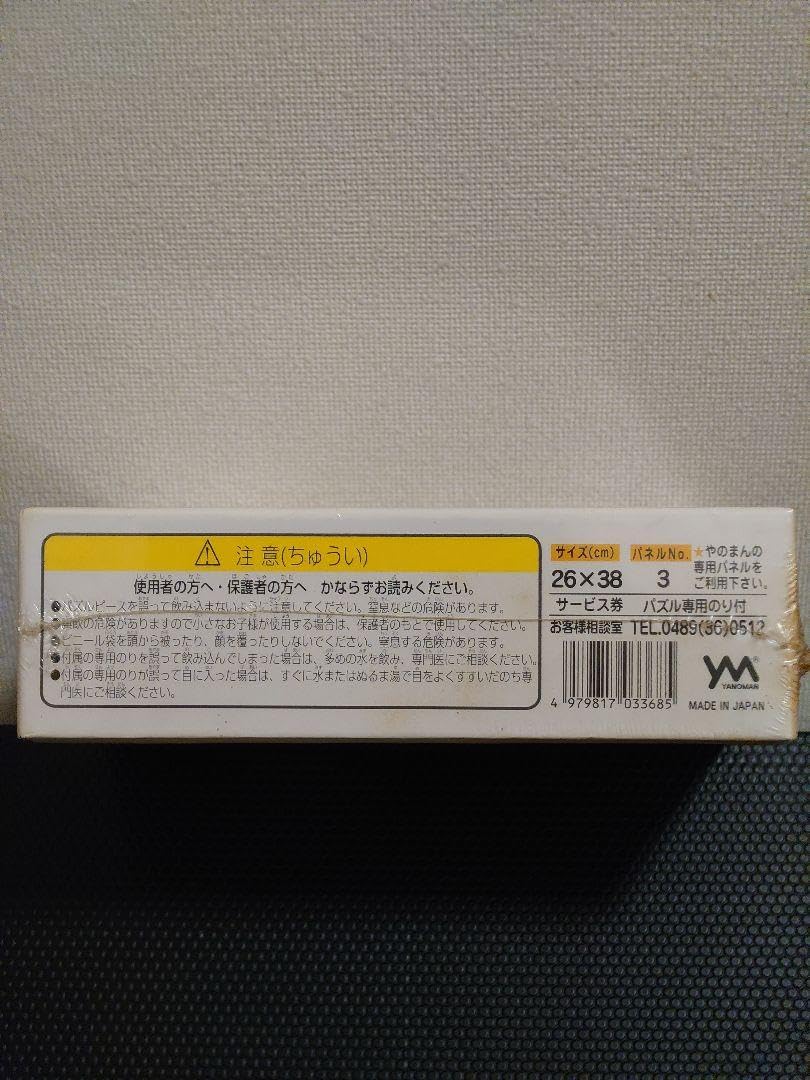 注意(ちゅうい)
使用者の方へ・保護者の方へ かならずお読みください。
●パズルピースを誤って飲み込まないように注意してください。窒息などの危険があります。
の危険がありますので小さなお子様が使用する場合は、保護者のもとで使用してください。
●ビニール袋を頭から被ったり、顔を覆ったりしないでください。窒息する危険があります。
●付属の専用のりを誤って飲み込んでしまった場合は、多めの水を飲み、専門医にご相談ください。
●付属の専用のりが誤って目に入った場合は、すぐに水またはぬるま湯で目をよくすすいだのち専
門医にご相談ください。
サイズ(cm)
26×38
パネルNo.
3
★やのまんの
専用パネルを
ご利用下さい。
サービス券 パズル専用のり付
お客様相談室 TEL.0489(36)0512
4 979817 033685
YM®
YANOMAN
MADE IN JAPAN